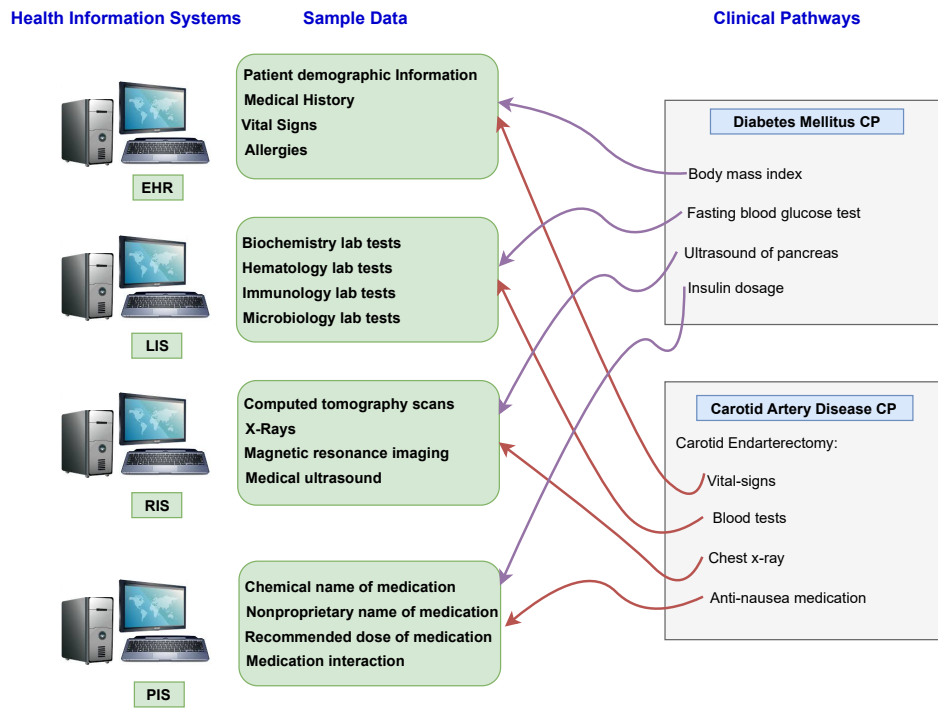 Health Information Systems
Sample Data
Clinical Pathways
Patient demographic Information
Medical History
Vital Signs
Allergies
EHR
Biochemistry lab tests
Hematology lab tests
Immunology lab tests
Microbiology lab tests
LIS
Computed tomography scans
X-Rays
Magnetic resonance imaging
Medical ultrasound
RIS
Chemical name of medication
Nonproprietary name of medication
Recommended dose of medication
Medication interaction
PIS
Diabetes Mellitus CP
Body mass index
Fasting blood glucose test
Ultrasound of pancreas
Insulin dosage
Carotid Artery Disease CP
Carotid Endarterectomy:
Vital-signs
Blood tests
Chest x-ray
Anti-nausea medication